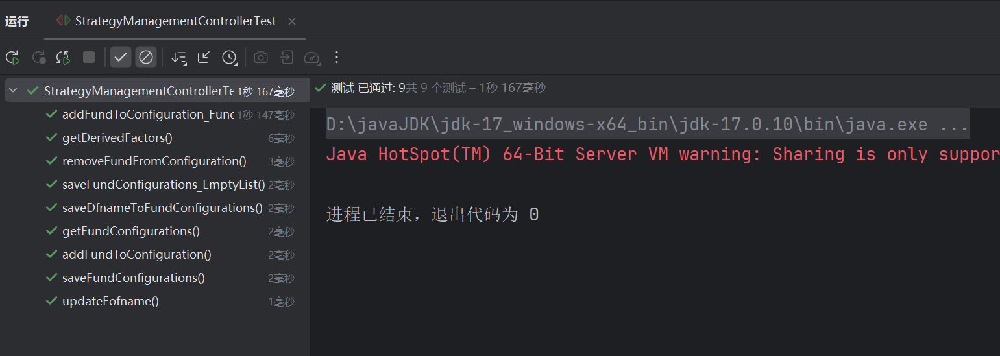 运行 StrategyManagementControllerTest
StrategyManagementControllerTe 1秒 167毫秒
addFundToConfiguration_Func 1秒 147毫秒
getDerivedFactors() 6毫秒
removeFundFromConfiguration() 3毫秒
saveFundConfigurations_EmptyList() 2毫秒
saveDfnameToFundConfigurations() 2毫秒
getFundConfigurations() 2毫秒
addFundToConfiguration() 2毫秒
saveFundConfigurations() 2毫秒
updateFofname() 1毫秒
测试 已通过: 9共 9 个测试 – 1秒 167毫秒
D:\javaJDK\jdk-17_windows-x64_bin\jdk-17.0.10\bin\java.exe ...
Java HotSpot(TM) 64-Bit Server VM warning: Sharing is only suppor
进程已结束，退出代码为 0